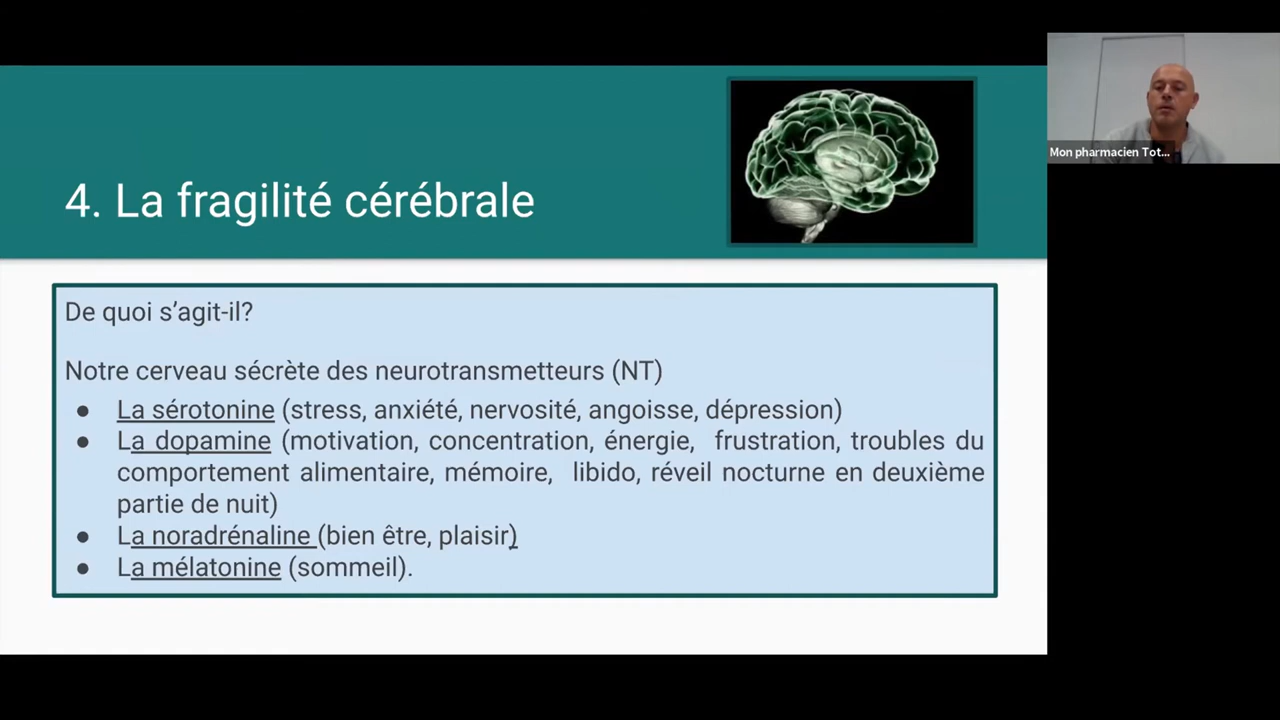 4. La fragilité cérébrale
Mon pharmacien Tot...
De quoi s’agit-il?
Notre cerveau sécrète des neurotransmetteurs (NT)
● La sérotonine (stress, anxiété, nervosité, angoisse, dépression)
● La dopamine (motivation, concentration, énergie, frustration, troubles du
comportement alimentaire, mémoire, libido, réveil nocturne en deuxième
partie de nuit)
● La noradrénaline (bien être, plaisir)
● La mélatonine (sommeil).